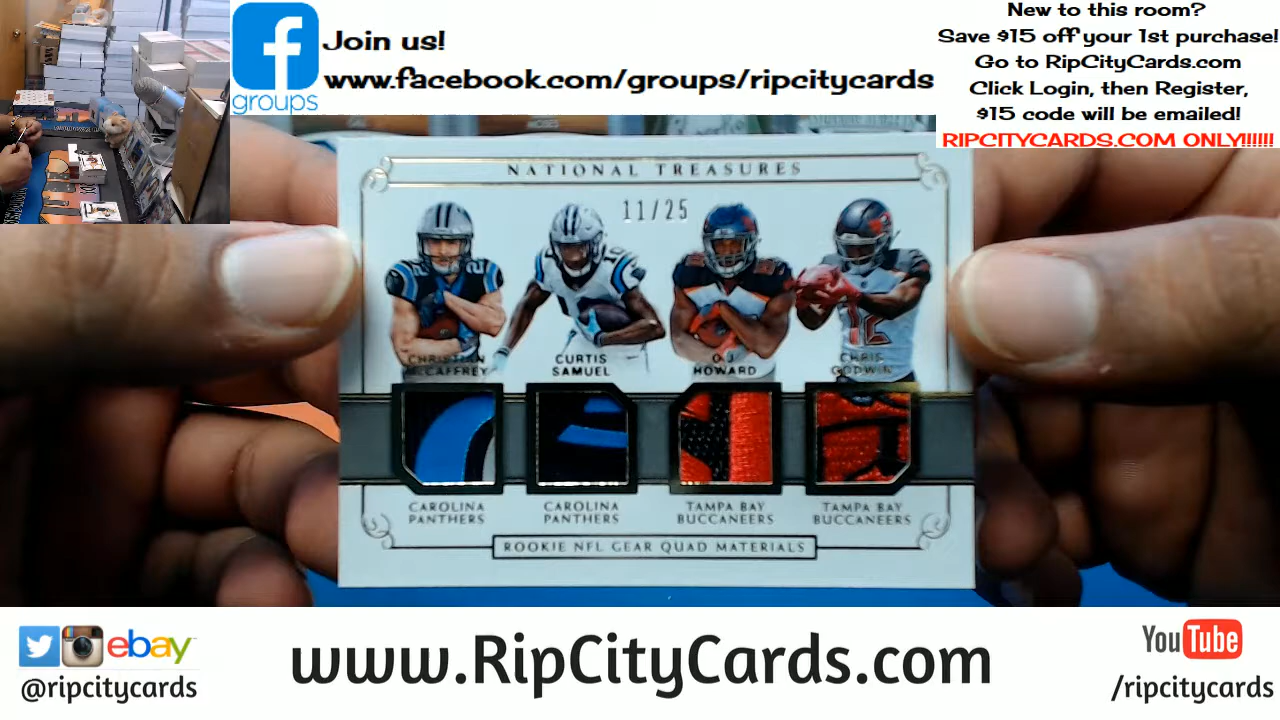 Join us!
www.facebook.com/groups/ripcitycards
groups
New to this room?
Save $15 off your 1st purchase!
Go to RipCityCards.com
Click Login, then Register,
$15 code will be emailed!
RIPCITYCARDS.COM ONLY!!!!!!
NATIONAL TREASURES
11/25
CHRISTIAN
McCAFFREY
CURTIS
SAMUEL
O.J.
HOWARD
CHRIS
GODWIN
12
CAROLINA
PANTHERS
CAROLINA
PANTHERS
TAMPA BAY
BUCCANEERS
TAMPA BAY
BUCCANEERS
ROOKIE NFL GEAR QUAD MATERIALS
ebay
@ripcitycards
www.RipCityCards.com
YouTube
/ripcitycards